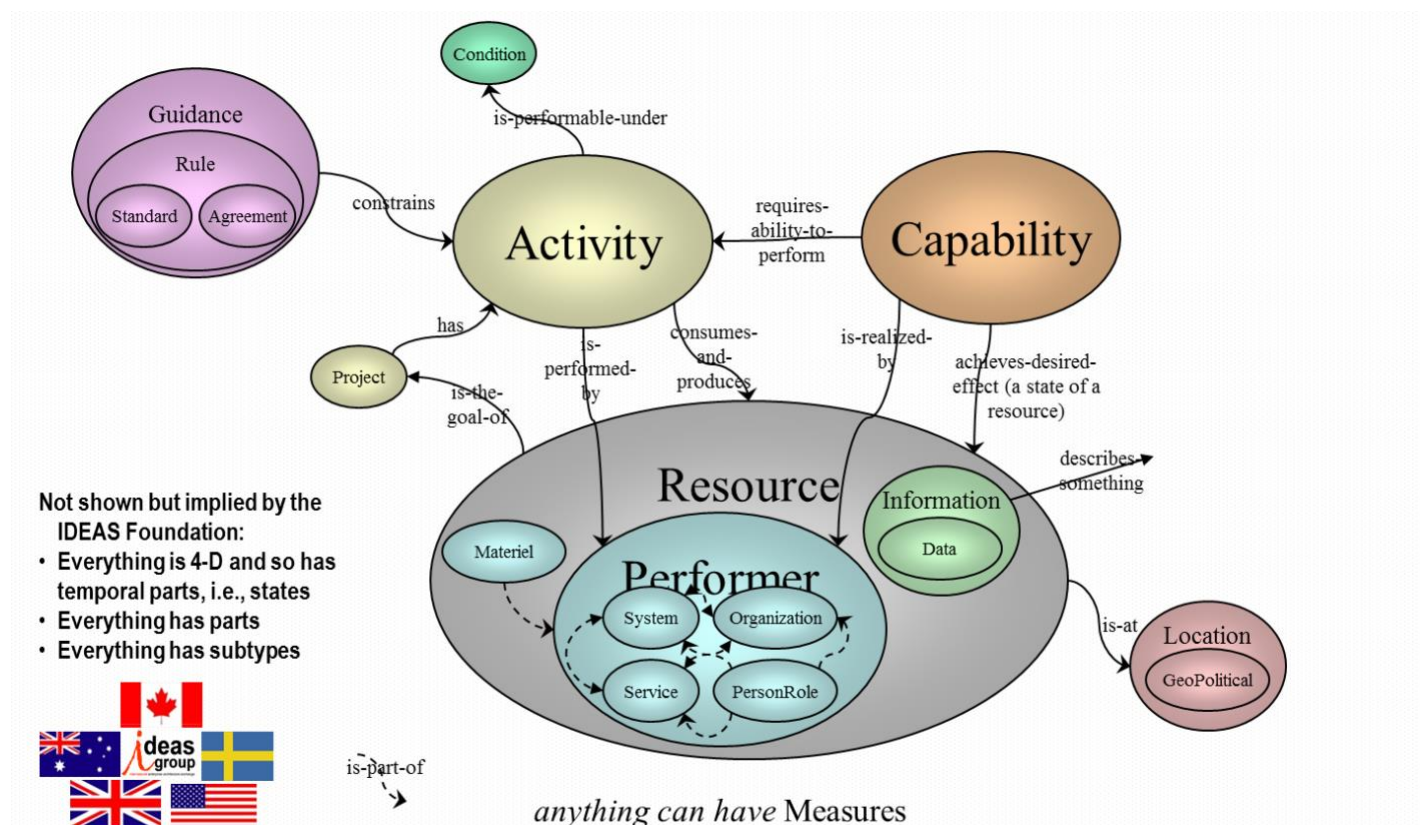 Condition
is-performable-under
Guidance
Rule
Standard
Agreement
constrains
Activity
requires-
ability-to-
perform
Capability
has
Project
is-the-
goal-of
is-
performed-
by
consumes-
and-
produces
is-realized-
by
achieves-desired-
effect (a state of a
resource)
Resource
describes-
something
Information
Data
Materiel
Performer
System
Organization
Service
PersonRole
is-at
Location
GeoPolitical
Not shown but implied by the
IDEAS Foundation:
• Everything is 4-D and so has
temporal parts, i.e., states
• Everything has parts
• Everything has subtypes
ideas
group
is-part-of
anything can have Measures